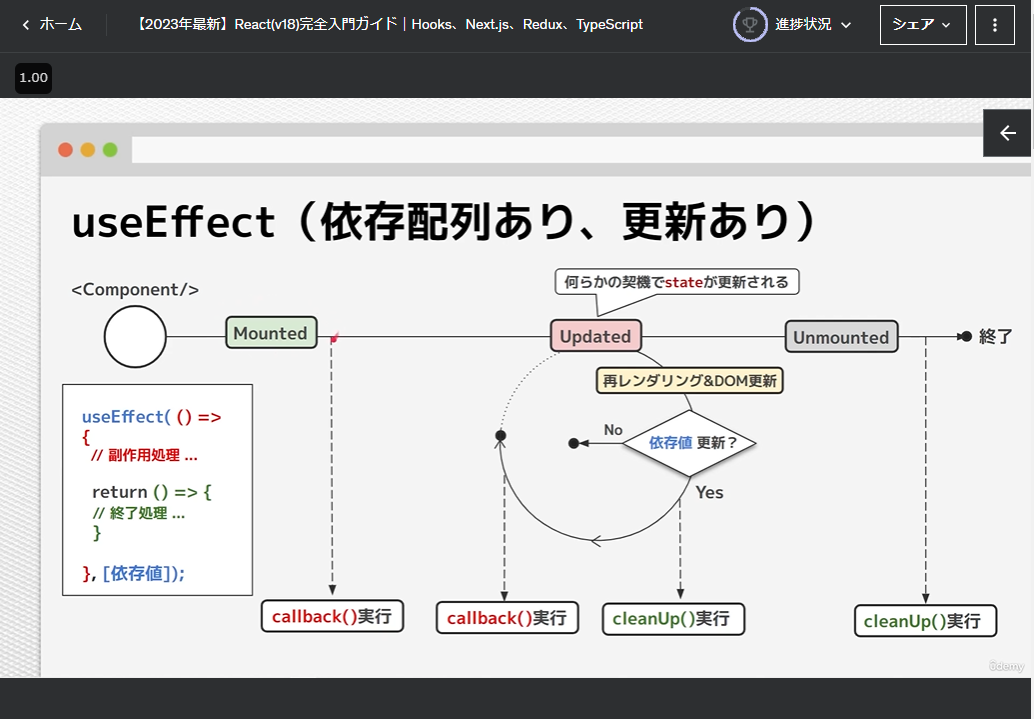 ホーム
【2023年最新】React(v18)完全入門ガイド｜Hooks、Next.js、Redux、TypeScript
進捗状況
シェア
1.00
useEffect（依存配列あり、更新あり）
<Component/>
何らかの契機でstateが更新される
Mounted
Updated
Unmounted
終了
再レンダリング&DOM更新
No
依存値 更新？
Yes
useEffect( () =>
{
// 副作用処理 ...
return () => {
// 終了処理 ...
}
}, [依存値]);
callback()実行
callback()実行
cleanUp()実行
cleanUp()実行
ûdemy